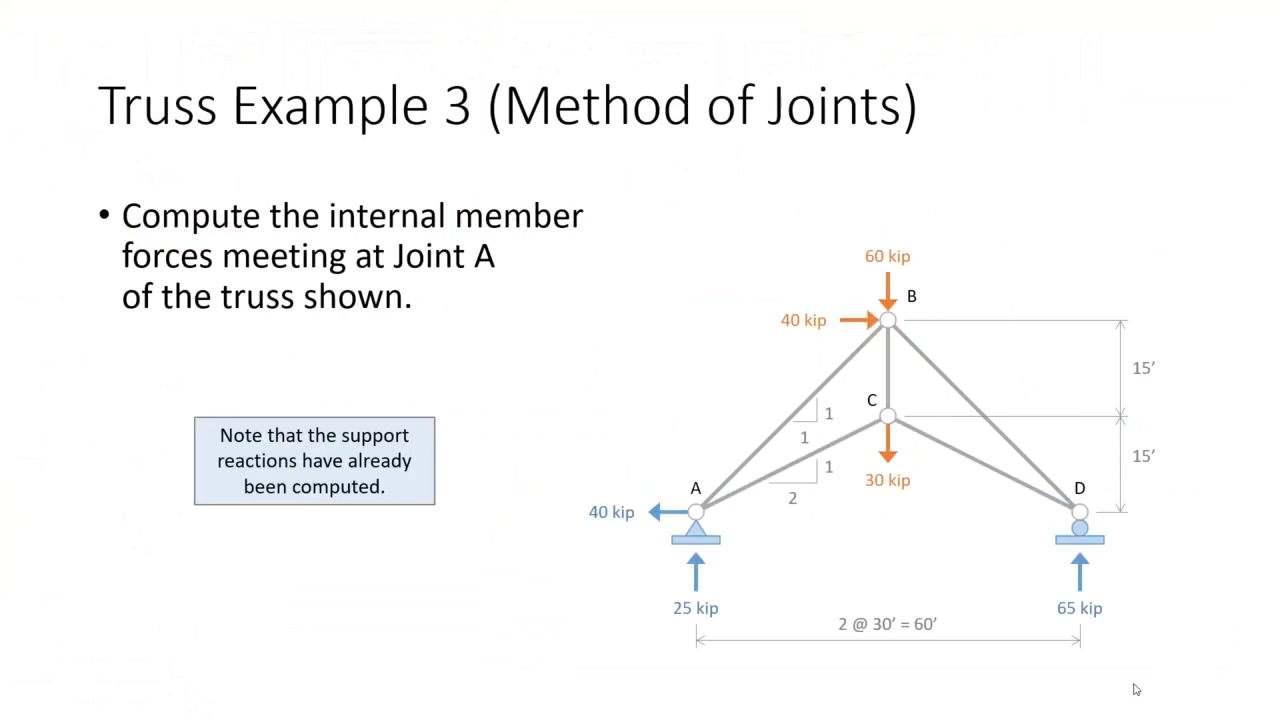 Truss Example 3 (Method of Joints)
• Compute the internal member
forces meeting at Joint A
of the truss shown.
Note that the support
reactions have already
been computed.
60 kip
B
40 kip
15’
C
1
1
1
2
30 kip
15’
A
D
40 kip
25 kip
65 kip
2 @ 30’ = 60’